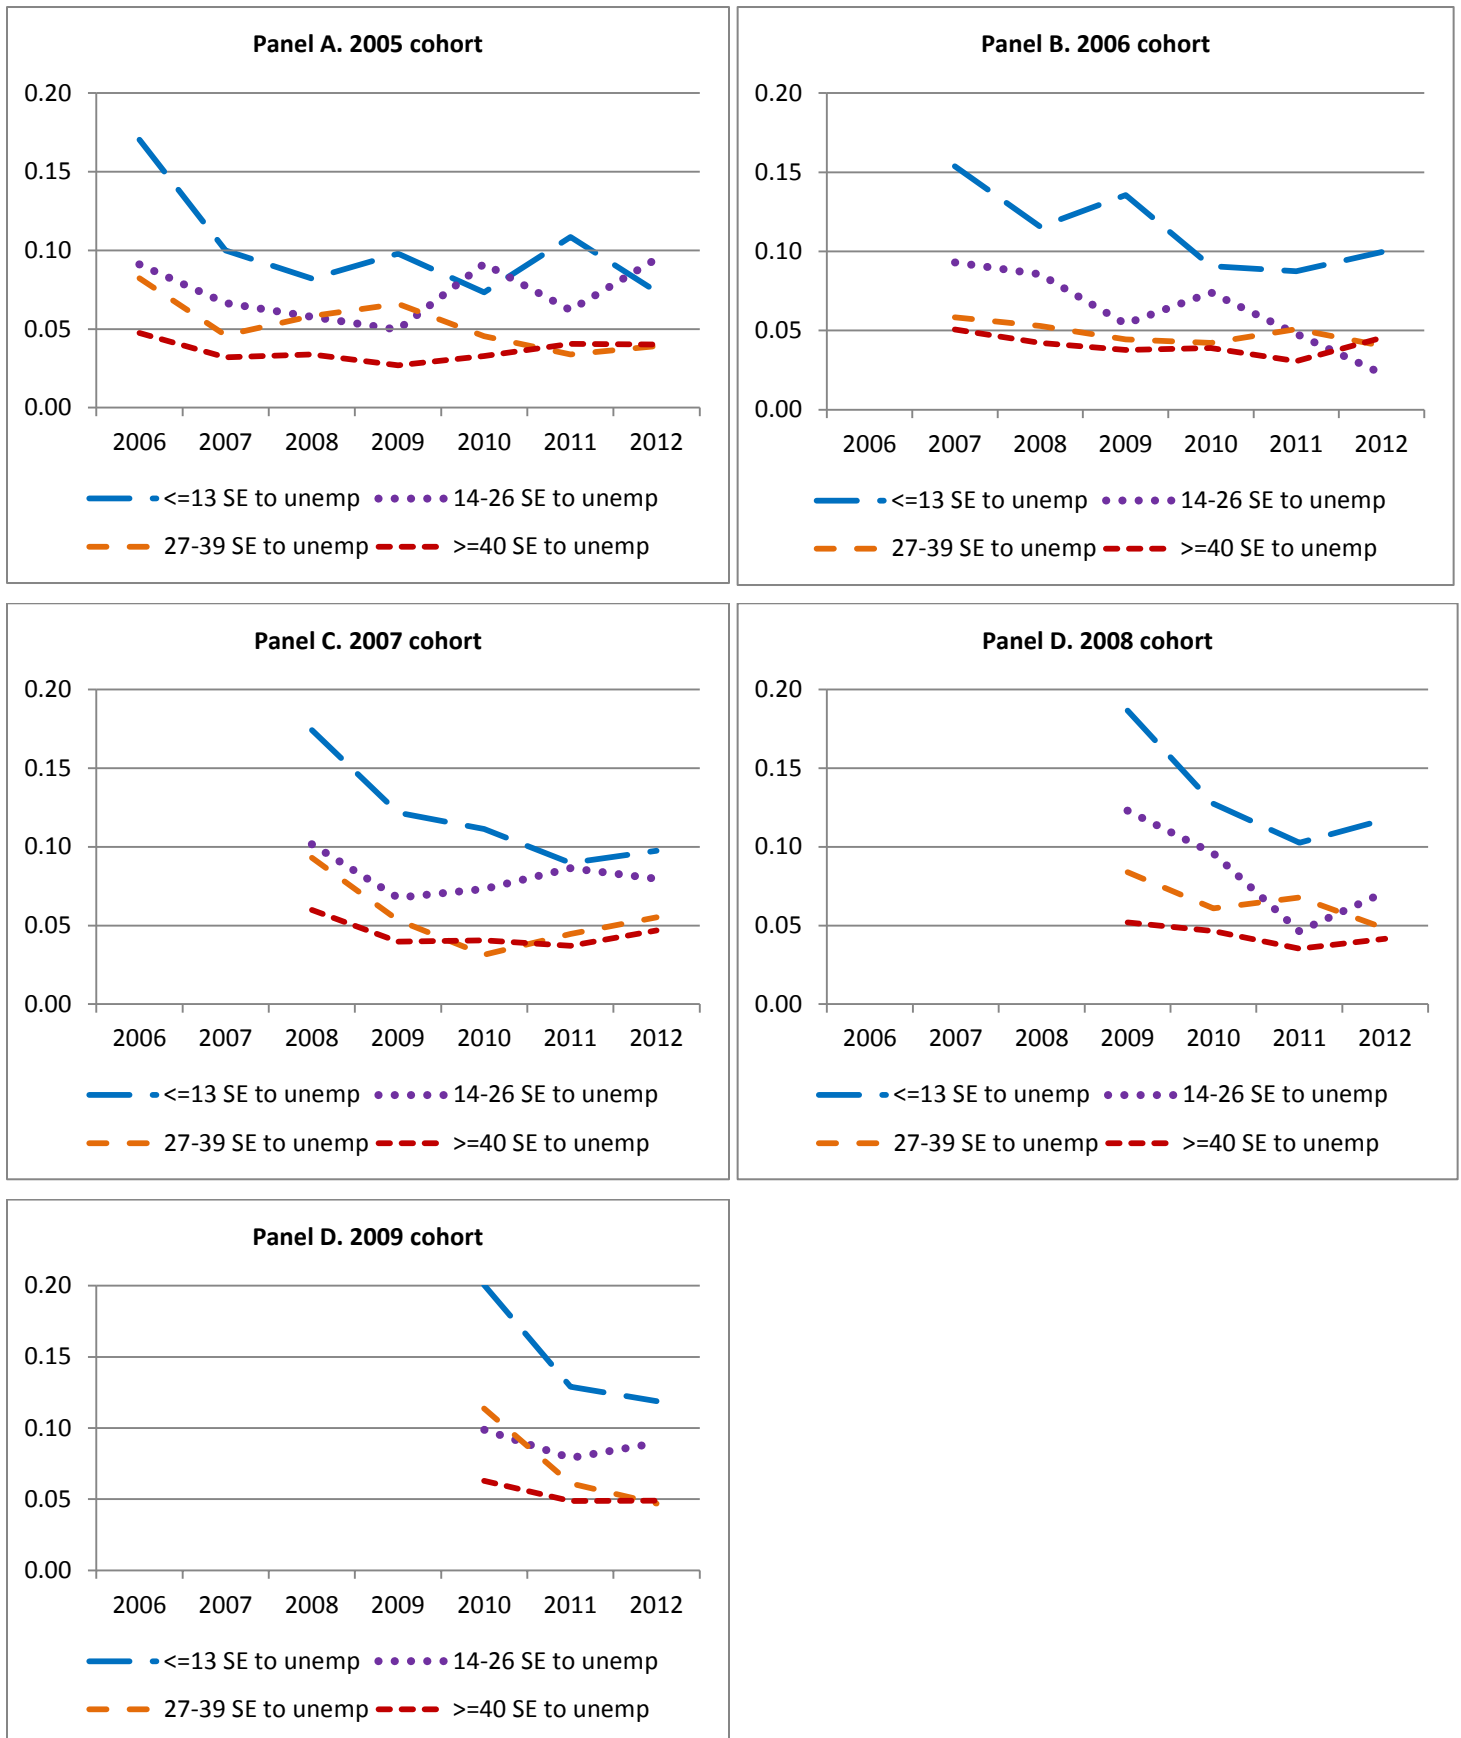 Panel A. 2005 cohort
0.20
0.15
0.10
0.05
0.00
2006 2007 2008 2009 2010 2011 2012
<=13 SE to unemp 14-26 SE to unemp
27-39 SE to unemp >=40 SE to unemp
Panel B. 2006 cohort
0.20
0.15
0.10
0.05
0.00
2006 2007 2008 2009 2010 2011 2012
<=13 SE to unemp 14-26 SE to unemp
27-39 SE to unemp >=40 SE to unemp
Panel C. 2007 cohort
0.20
0.15
0.10
0.05
0.00
2006 2007 2008 2009 2010 2011 2012
<=13 SE to unemp 14-26 SE to unemp
27-39 SE to unemp >=40 SE to unemp
Panel D. 2008 cohort
0.20
0.15
0.10
0.05
0.00
2006 2007 2008 2009 2010 2011 2012
<=13 SE to unemp 14-26 SE to unemp
27-39 SE to unemp >=40 SE to unemp
Panel D. 2009 cohort
0.20
0.15
0.10
0.05
0.00
2006 2007 2008 2009 2010 2011 2012
<=13 SE to unemp 14-26 SE to unemp
27-39 SE to unemp >=40 SE to unemp